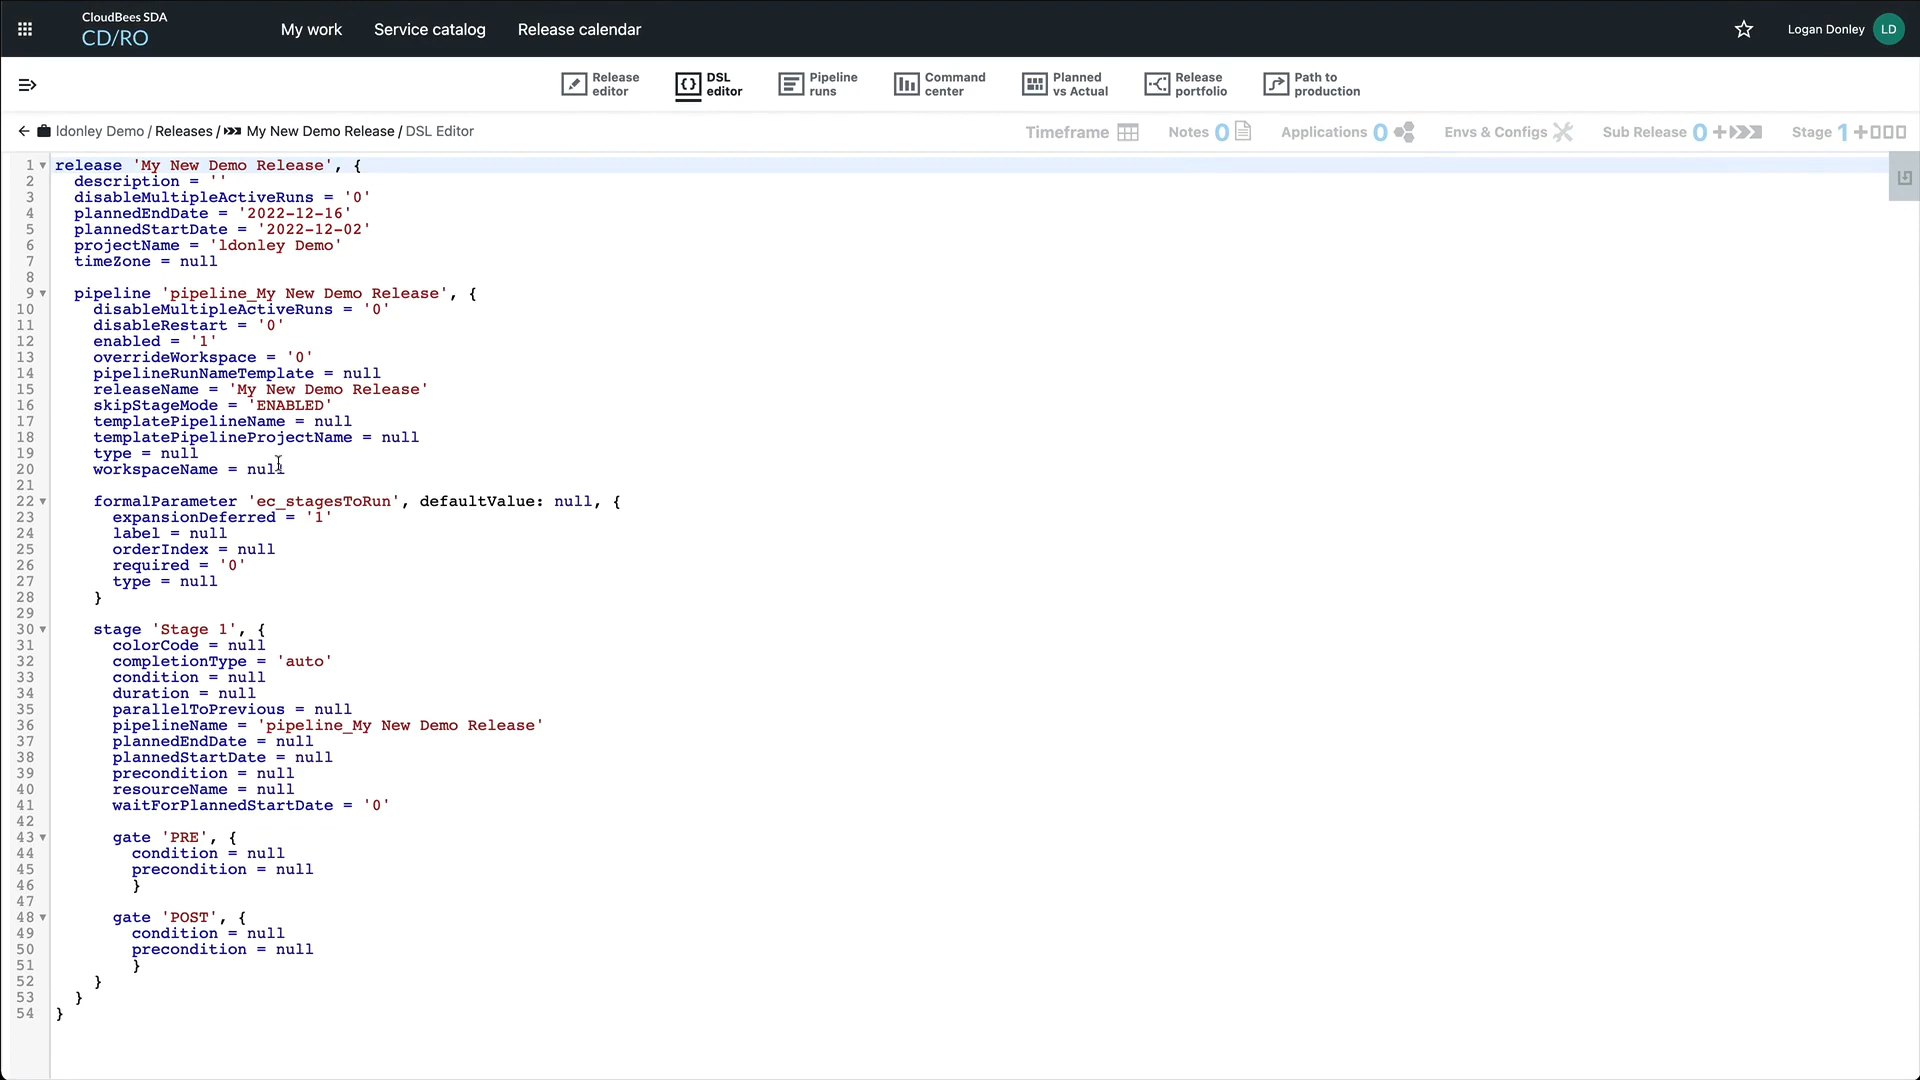 CloudBees SDA
CD/RO
My work
Service catalog
Release calendar
Logan Donley
LD
Release editor
DSL editor
Pipeline runs
Command center
Planned vs Actual
Release portfolio
Path to production
ldonley Demo / Releases / My New Demo Release / DSL Editor
Timeframe
Notes 0
Applications 0
Envs & Configs
Sub Release 0
Stage 1
1 release 'My New Demo Release', {
2 description = ''
3 disableMultipleActiveRuns = '0'
4 plannedEndDate = '2022-12-16'
5 plannedStartDate = '2022-12-02'
6 projectName = 'ldonley Demo'
7 timeZone = null
8
9 pipeline 'pipeline_My New Demo Release', {
10 disableMultipleActiveRuns = '0'
11 disableRestart = '0'
12 enabled = '1'
13 overrideWorkspace = '0'
14 pipelineRunNameTemplate = null
15 releaseName = 'My New Demo Release'
16 skipStageMode = 'ENABLED'
17 templatePipelineName = null
18 templatePipelineProjectName = null
19 type = null
20 workspaceName = null
21
22 formalParameter 'ec_stagesToRun', defaultValue: null, {
23 expansionDeferred = '1'
24 label = null
25 orderIndex = null
26 required = '0'
27 type = null
28 }
29
30 stage 'Stage 1', {
31 colorCode = null
32 completionType = 'auto'
33 condition = null
34 duration = null
35 parallelToPrevious = null
36 pipelineName = 'pipeline_My New Demo Release'
37 plannedEndDate = null
38 plannedStartDate = null
39 precondition = null
40 resourceName = null
41 waitForPlannedStartDate = '0'
42
43 gate 'PRE', {
44 condition = null
45 precondition = null
46 }
47
48 gate 'POST', {
49 condition = null
50 precondition = null
51 }
52 }
53 }
54 }